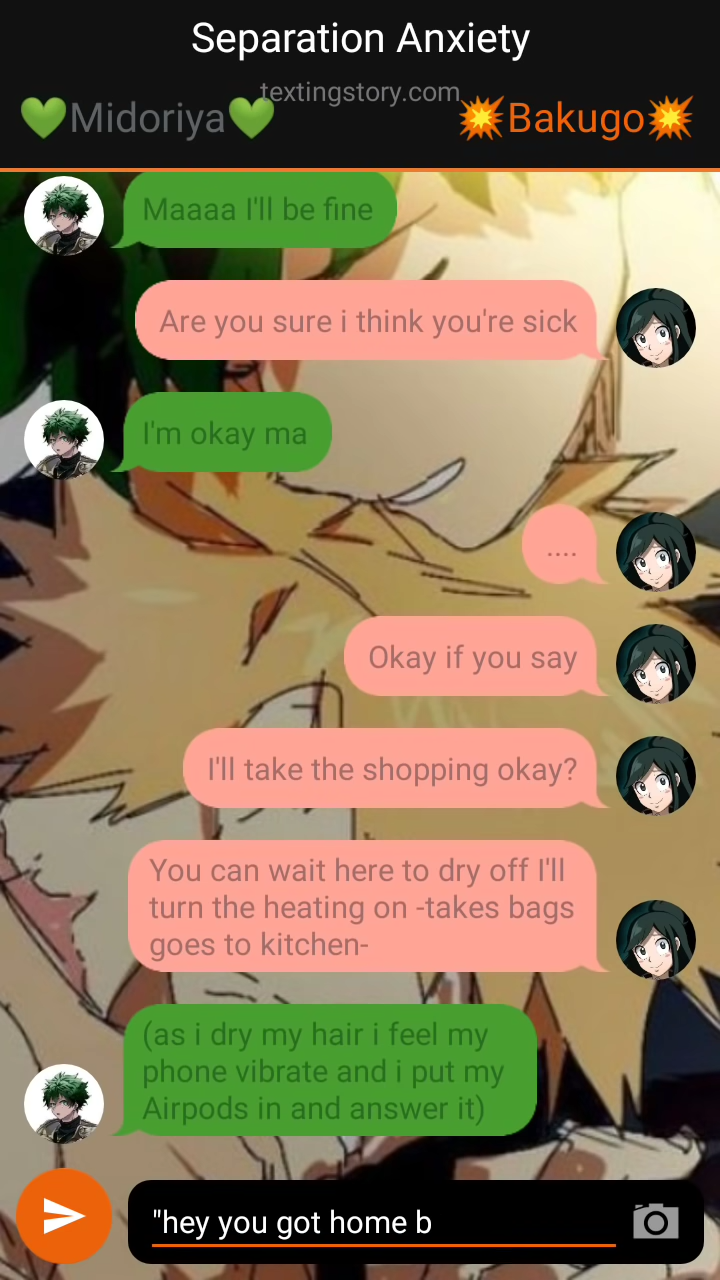 Separation Anxiety
textingstory.com
💚Midoriya💚
💥Bakugo💥
Maaaa I'll be fine
Are you sure i think you're sick
I'm okay ma
....
Okay if you say
I'll take the shopping okay?
You can wait here to dry off I'll
turn the heating on -takes bags
goes to kitchen-
(as i dry my hair i feel my
phone vibrate and i put my
Airpods in and answer it)
"hey you got home b